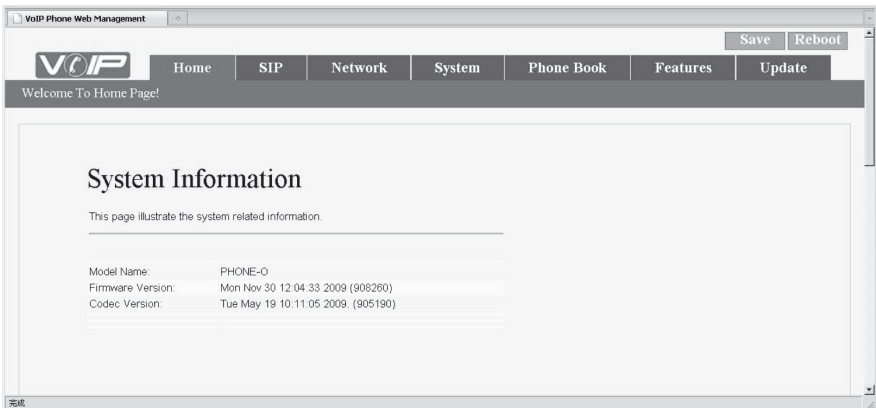 VoIP Phone Web Management
Save Reboot
VOIP
Home SIP Network System Phone Book Features Update
Welcome To Home Page!
System Information
This page illustrate the system related information.
Model Name: PHONE-O
Firmware Version: Mon Nov 30 12:04:33 2009 (908260)
Codec Version: Tue May 19 10:11:05 2009. (905190)
完成